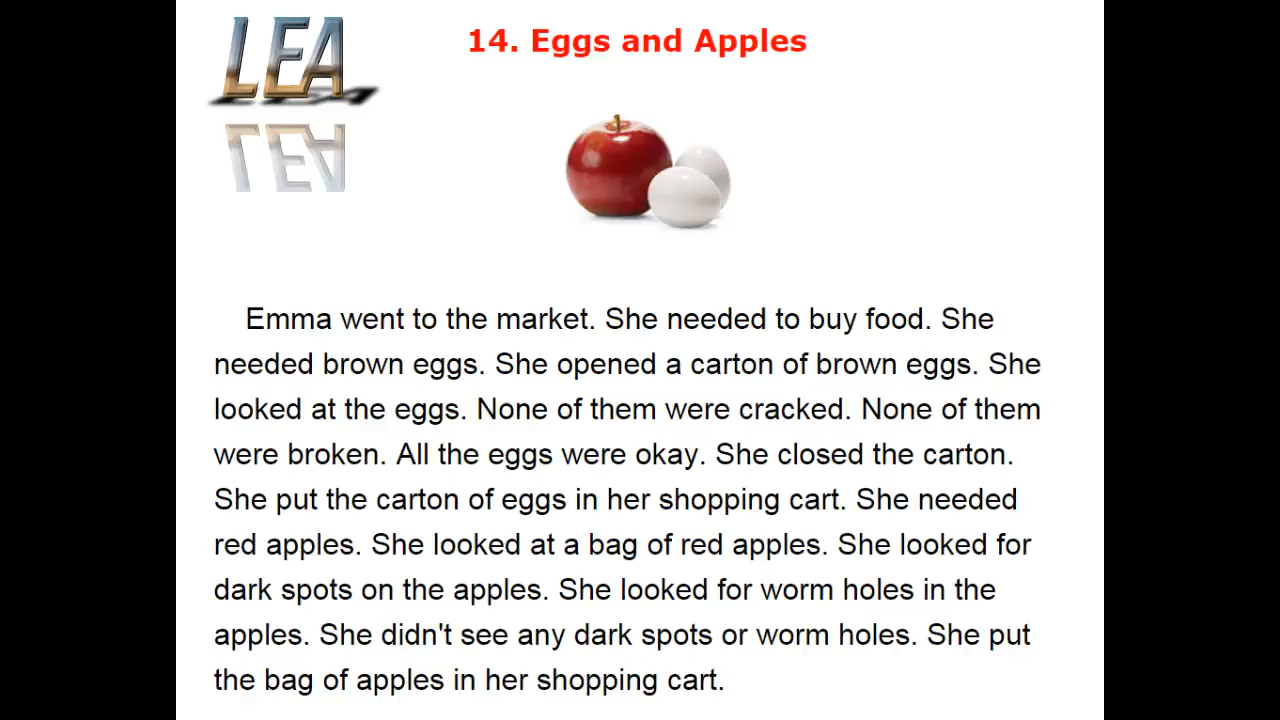 LEA
14. Eggs and Apples
Emma went to the market. She needed to buy food. She
needed brown eggs. She opened a carton of brown eggs. She
looked at the eggs. None of them were cracked. None of them
were broken. All the eggs were okay. She closed the carton.
She put the carton of eggs in her shopping cart. She needed
red apples. She looked at a bag of red apples. She looked for
dark spots on the apples. She looked for worm holes in the
apples. She didn't see any dark spots or worm holes. She put
the bag of apples in her shopping cart.